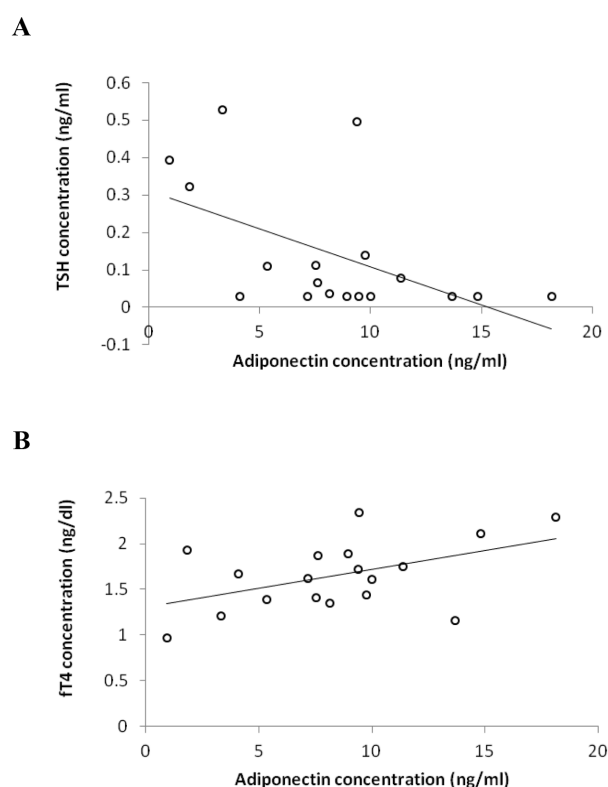 A
TSH concentration (ng/ml)
0.6
0.5
0.4
0.3
0.2
0.1
0
-0.1
0 5 10 15 20
Adiponectin concentration (ng/ml)
B
fT4 concentration (ng/dl)
2.5
2
1.5
1
0.5
0
0 5 10 15 20
Adiponectin concentration (ng/ml)